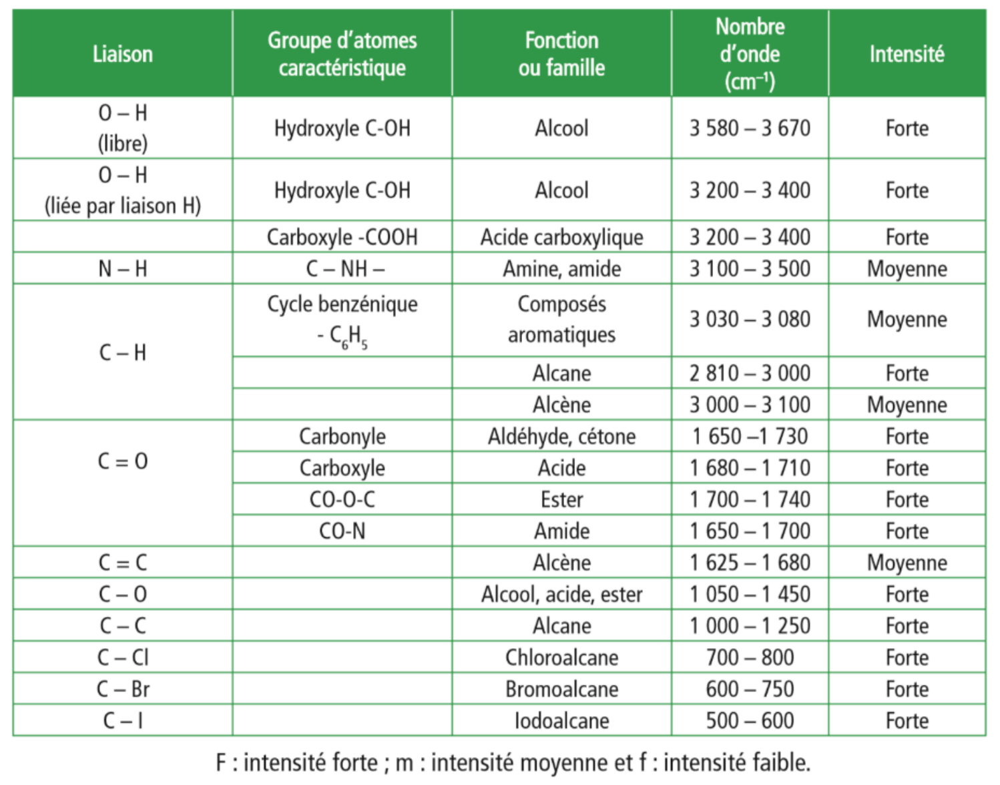 Liaison Groupe d’atomes caractéristique Fonction ou famille Nombre d’onde (cm⁻¹) Intensité
O – H (libre) Hydroxyle C-OH Alcool 3 580 – 3 670 Forte
O – H (liée par liaison H) Hydroxyle C-OH Alcool 3 200 – 3 400 Forte
Carboxyle -COOH Acide carboxylique 3 200 – 3 400 Forte
N – H C – NH – Amine, amide 3 100 – 3 500 Moyenne
C – H Cycle benzénique - C₆H₅ Composés aromatiques 3 030 – 3 080 Moyenne
Alcane 2 810 – 3 000 Forte
Alcène 3 000 – 3 100 Moyenne
C = O Carbonyle Aldéhyde, cétone 1 650 –1 730 Forte
Carboxyle Acide 1 680 – 1 710 Forte
CO-O-C Ester 1 700 – 1 740 Forte
CO-N Amide 1 650 – 1 700 Forte
C = C Alcène 1 625 – 1 680 Moyenne
C – O Alcool, acide, ester 1 050 – 1 450 Forte
C – C Alcane 1 000 – 1 250 Forte
C – Cl Chloroalcane 700 – 800 Forte
C – Br Bromoalcane 600 – 750 Forte
C – I Iodoalcane 500 – 600 Forte
F : intensité forte ; m : intensité moyenne et f : intensité faible.